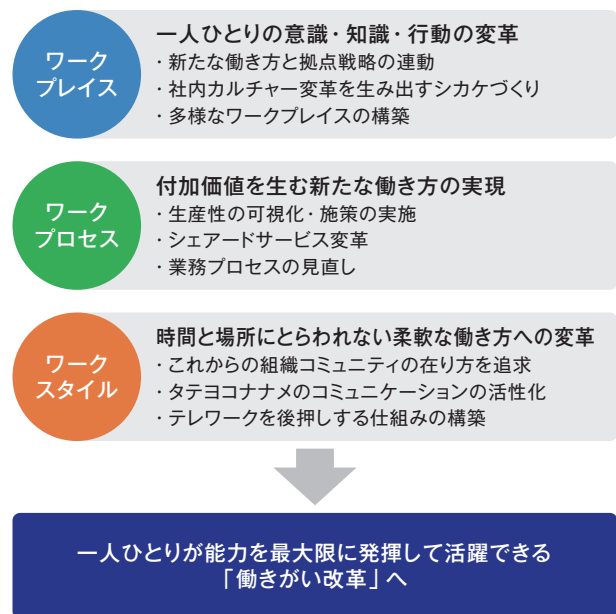 ワーク
プレイス
一人ひとりの意識・知識・行動の変革
・新たな働き方と拠点戦略の連動
・社内カルチャー変革を生み出すシカケづくり
・多様なワークプレイスの構築
ワーク
プロセス
付加価値を生む新たな働き方の実現
・生産性の可視化・施策の実施
・シェアードサービス変革
・業務プロセスの見直し
ワーク
スタイル
時間と場所にとらわれない柔軟な働き方への変革
・これからの組織コミュニティの在り方を追求
・タテヨコナナメのコミュニケーションの活性化
・テレワークを後押しする仕組みの構築
一人ひとりが能力を最大限に発揮して活躍できる
「働きがい改革」へ